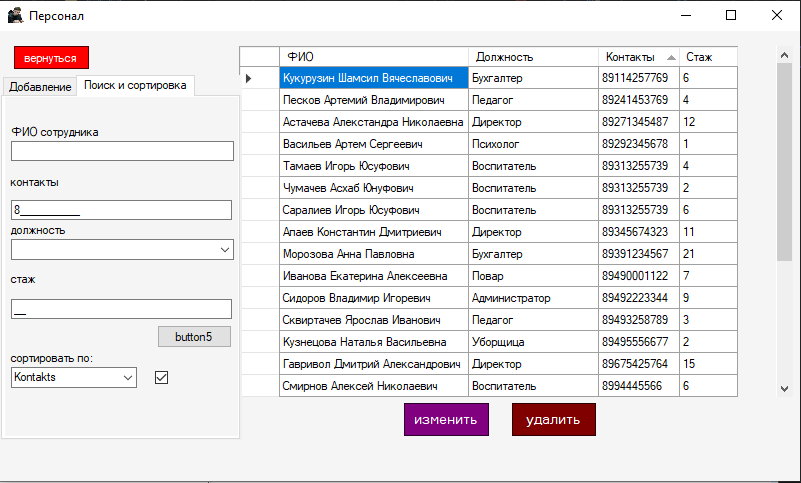 Персонал
вернуться
Добавление Поиск и сортировка
ФИО сотрудника
контакты
8__________
должность
стаж
__
button5
сортировать по:
Kontakts
ФИО Должность Контакты Стаж
Кукурузин Шамсил Вячеславович Бухгалтер 89114257769 6
Песков Артемий Владимирович Педагог 89241453769 4
Астачева Алекстандра Николаевна Директор 89271345487 12
Васильев Артем Сергеевич Психолог 89292345678 1
Тамаев Игорь Юсуфович Воспитатель 89313255739 4
Чумачев Асхаб Юнуфович Воспитатель 89313255739 2
Саралиев Игорь Юсуфович Воспитатель 89313255739 6
Апаев Константин Дмитриевич Директор 89345674323 11
Морозова Анна Павловна Бухгалтер 89391234567 21
Иванова Екатерина Алексеевна Повар 89490001122 7
Сидоров Владимир Игоревич Администратор 89492223344 9
Сквиртачев Ярослав Иванович Педагог 89493258789 3
Кузнецова Наталья Васильевна Уборщица 89495556677 2
Гавривол Дмитрий Александрович Директор 89675425764 15
Смирнов Алексей Николаевич Воспитатель 8994445566 6
изменить удалить